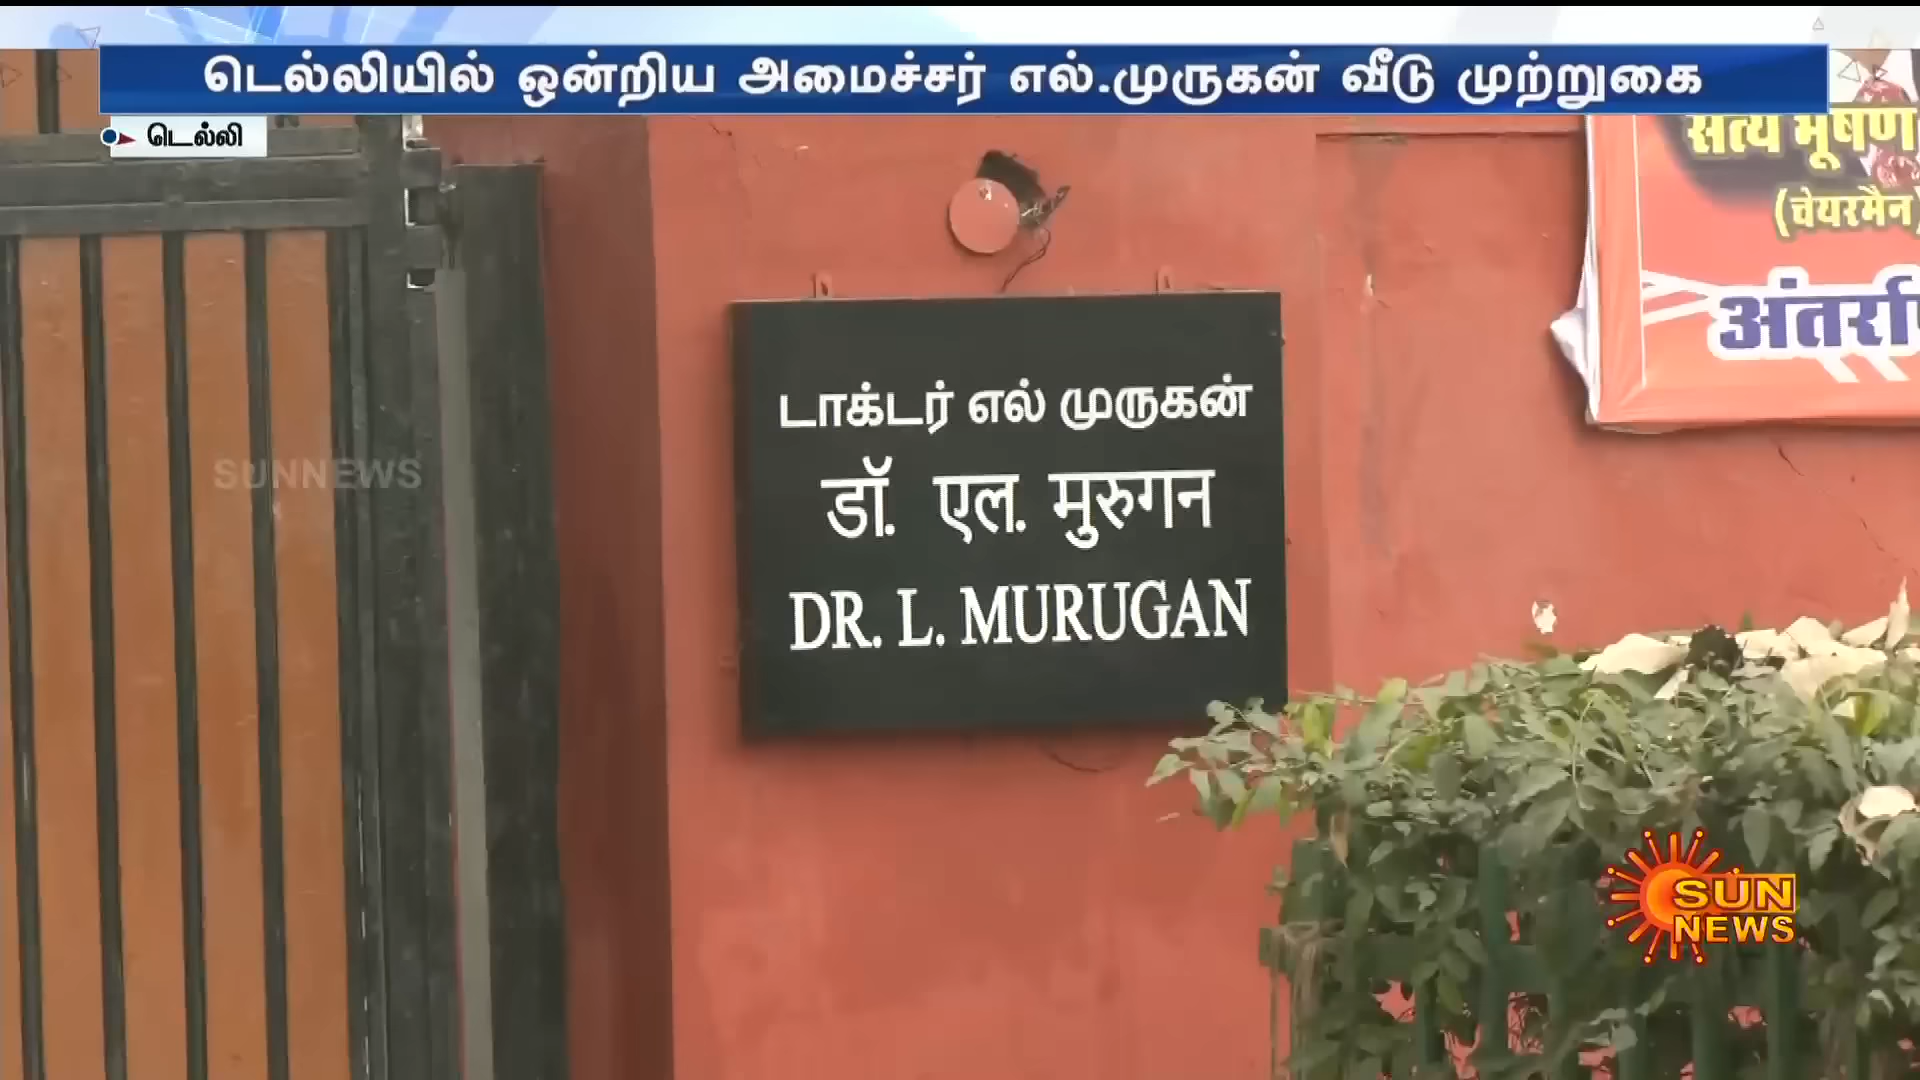 டெல்லியில் ஒன்றிய அமைச்சர் எல்.முருகன் வீடு முற்றுகை
டெல்லி
सत्य भूषण
(चेयरमैन)
டாக்டர் எல் முருகன்
डॉ. एल. मुरुगन
DR. L. MURUGAN
SUNNEWS
SUN
NEWS